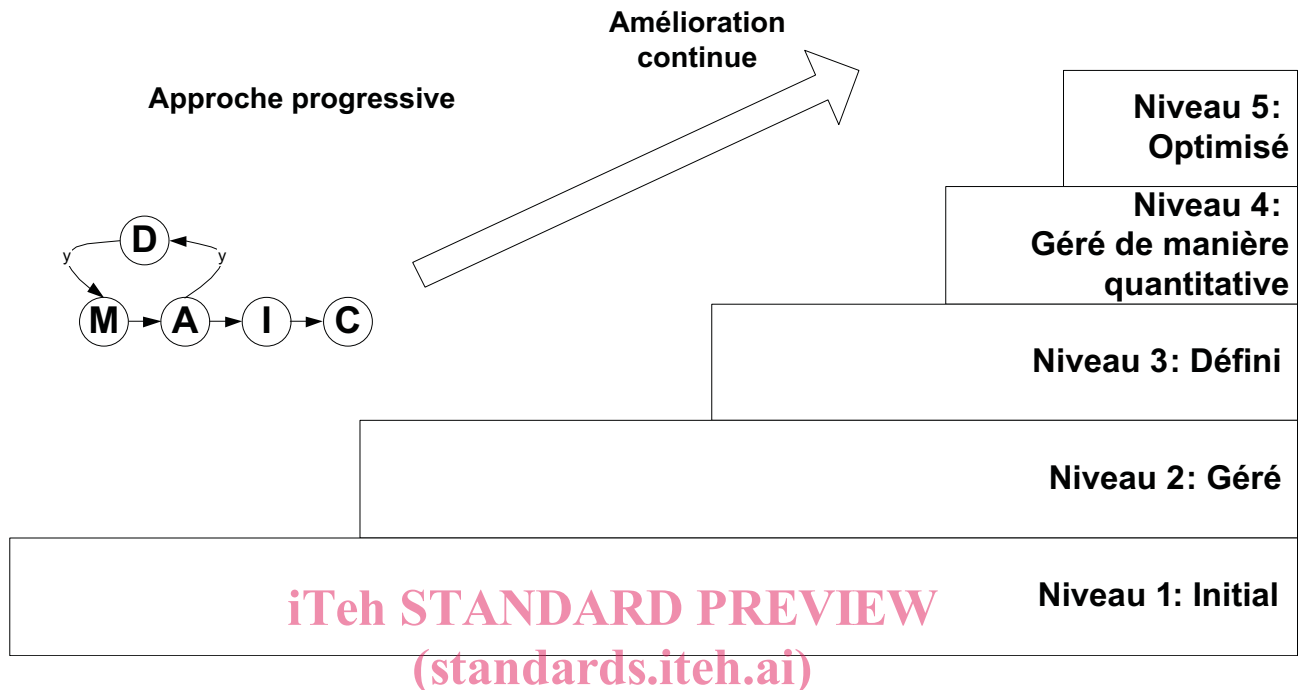 Amélioration
continue
Approche progressive
Niveau 5:
Optimisé
Niveau 4:
Géré de manière
quantitative
D
y
y
M A I C
Niveau 3: Défini
Niveau 2: Géré
Niveau 1: Initial
iTeh STANDARD PREVIEW
(standards.iteh.ai)